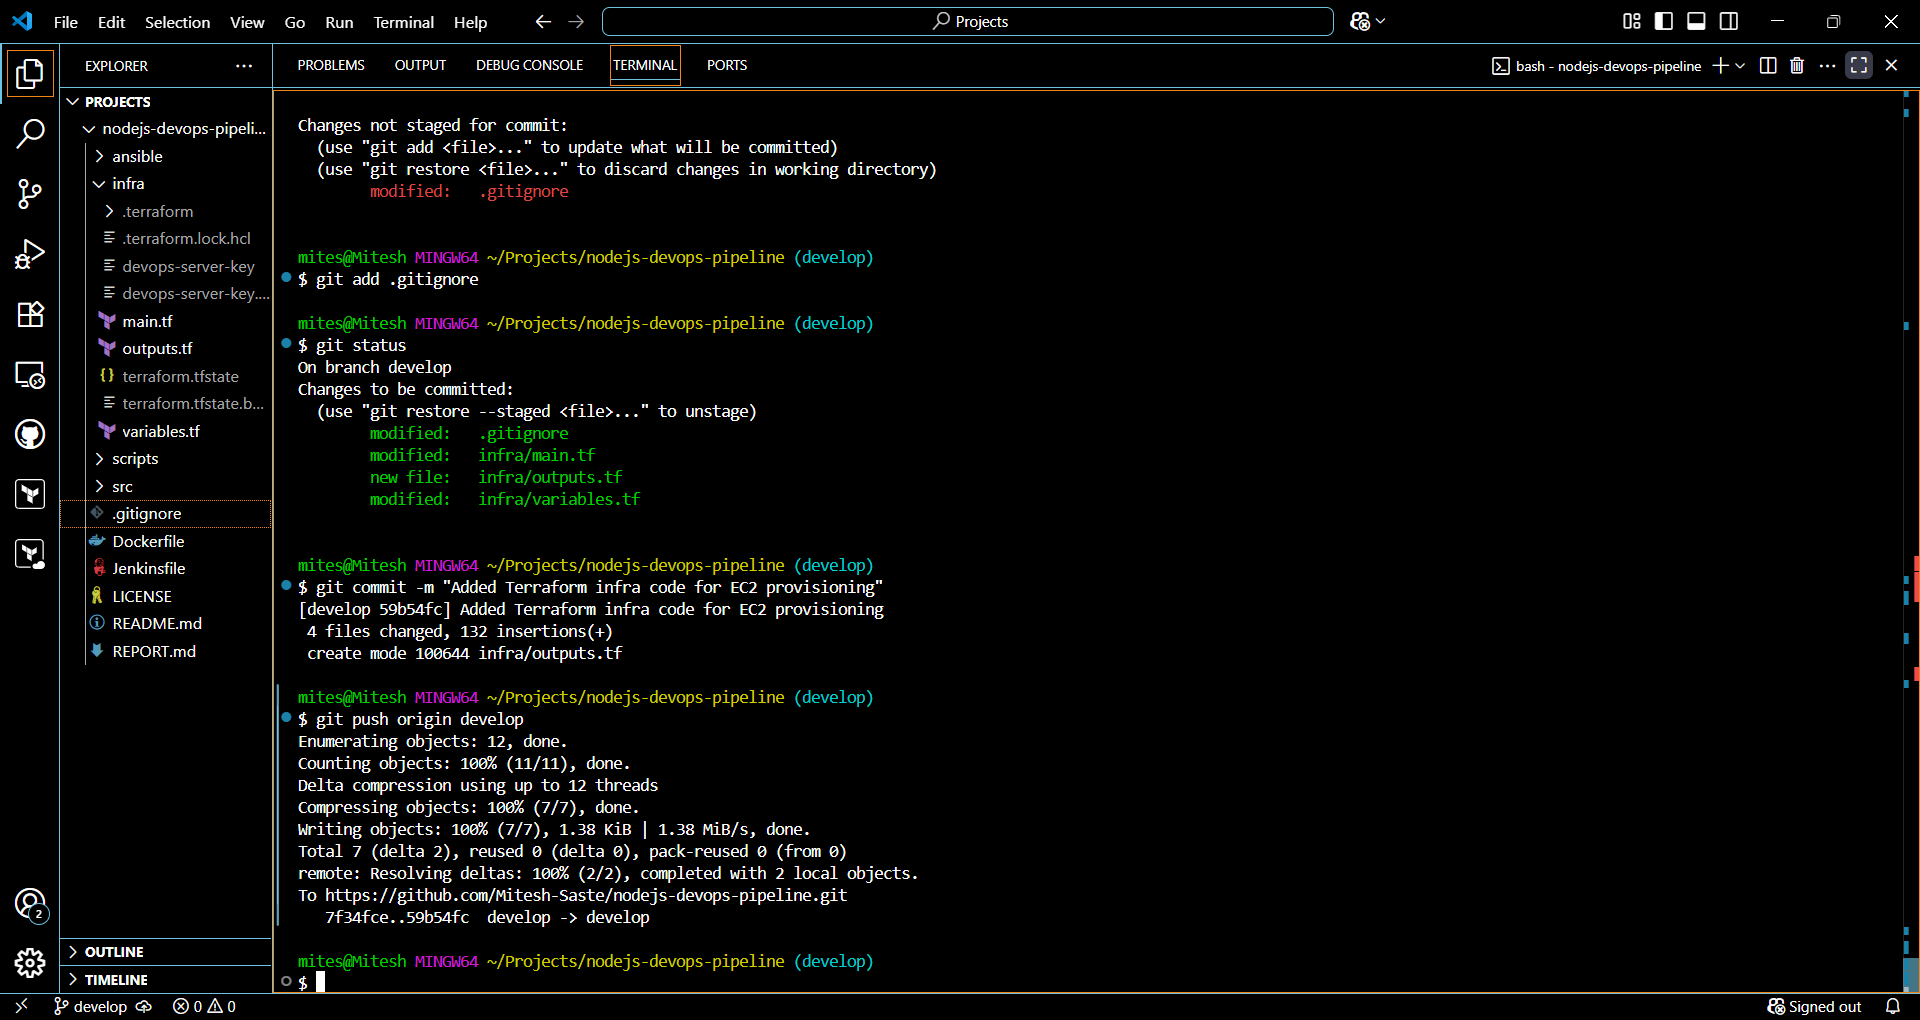 File Edit Selection View Go Run Terminal Help
Projects
EXPLORER
PROJECTS
nodejs-devops-pipeli...
ansible
infra
.terraform
.terraform.lock.hcl
devops-server-key
devops-server-key....
main.tf
outputs.tf
terraform.tfstate
terraform.tfstate.b...
variables.tf
scripts
src
.gitignore
Dockerfile
Jenkinsfile
LICENSE
README.md
REPORT.md
OUTLINE
TIMELINE
2
PROBLEMS OUTPUT DEBUG CONSOLE TERMINAL PORTS
bash - nodejs-devops-pipeline
Changes not staged for commit:
(use "git add <file>..." to update what will be committed)
(use "git restore <file>..." to discard changes in working directory)
modified: .gitignore
mites@Mitesh MINGW64 ~/Projects/nodejs-devops-pipeline (develop)
$ git add .gitignore
mites@Mitesh MINGW64 ~/Projects/nodejs-devops-pipeline (develop)
$ git status
On branch develop
Changes to be committed:
(use "git restore --staged <file>..." to unstage)
modified: .gitignore
modified: infra/main.tf
new file: infra/outputs.tf
modified: infra/variables.tf
mites@Mitesh MINGW64 ~/Projects/nodejs-devops-pipeline (develop)
$ git commit -m "Added Terraform infra code for EC2 provisioning"
[develop 59b54fc] Added Terraform infra code for EC2 provisioning
4 files changed, 132 insertions(+)
create mode 100644 infra/outputs.tf
mites@Mitesh MINGW64 ~/Projects/nodejs-devops-pipeline (develop)
$ git push origin develop
Enumerating objects: 12, done.
Counting objects: 100% (11/11), done.
Delta compression using up to 12 threads
Compressing objects: 100% (7/7), done.
Writing objects: 100% (7/7), 1.38 KiB | 1.38 MiB/s, done.
Total 7 (delta 2), reused 0 (delta 0), pack-reused 0 (from 0)
remote: Resolving deltas: 100% (2/2), completed with 2 local objects.
To https://github.com/Mitesh-Saste/nodejs-devops-pipeline.git
7f34fce..59b54fc develop -> develop
mites@Mitesh MINGW64 ~/Projects/nodejs-devops-pipeline (develop)
$
develop 0 0
Signed out